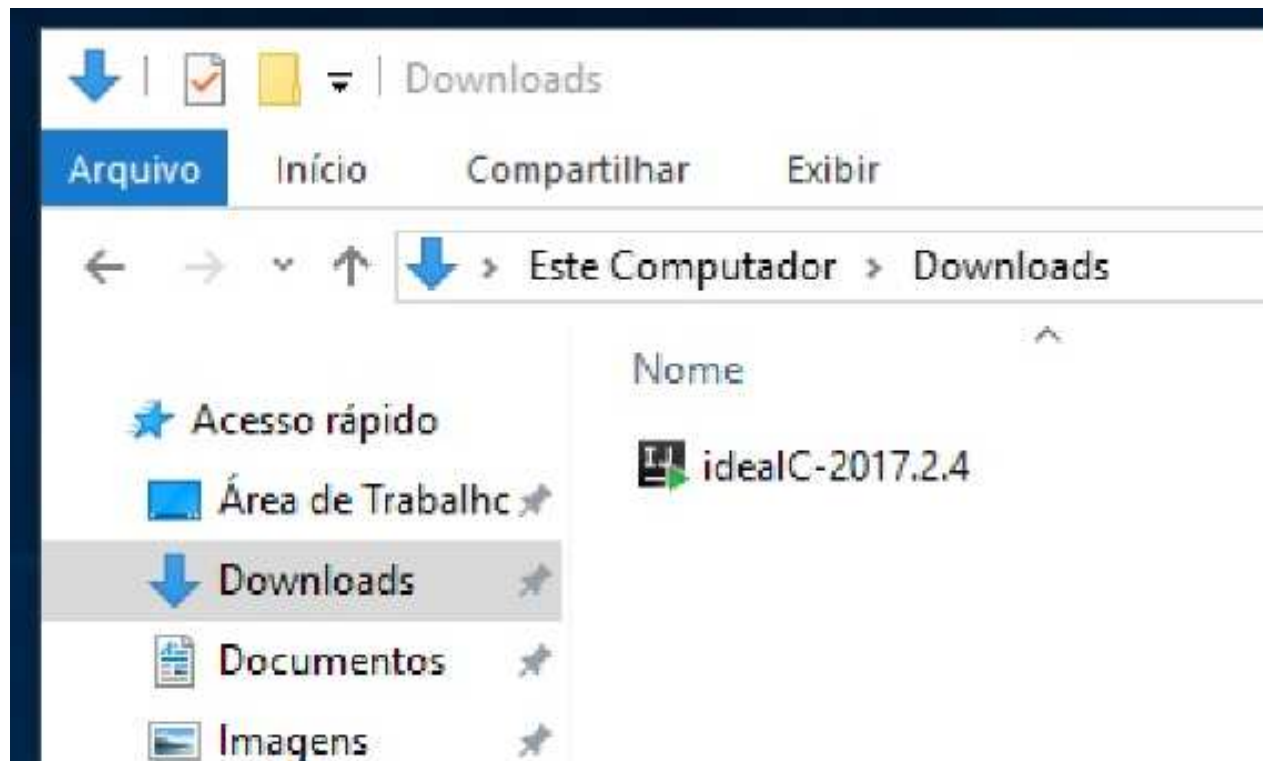 Downloads
Arquivo Início Compartilhar Exibir
Este Computador > Downloads
Nome
Acesso rápido
ideaIC-2017.2.4
Área de Trabalhc
Downloads
Documentos
Imagens